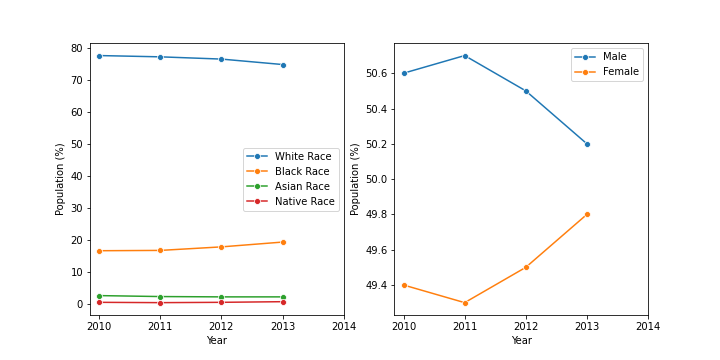 80
70
60
50
40
30
20
10
0
Population (%)
2010 2011 2012 2013 2014
Year
White Race
Black Race
Asian Race
Native Race
50.6
50.4
50.2
50.0
49.8
49.6
49.4
Population (%)
2010 2011 2012 2013 2014
Year
Male
Female